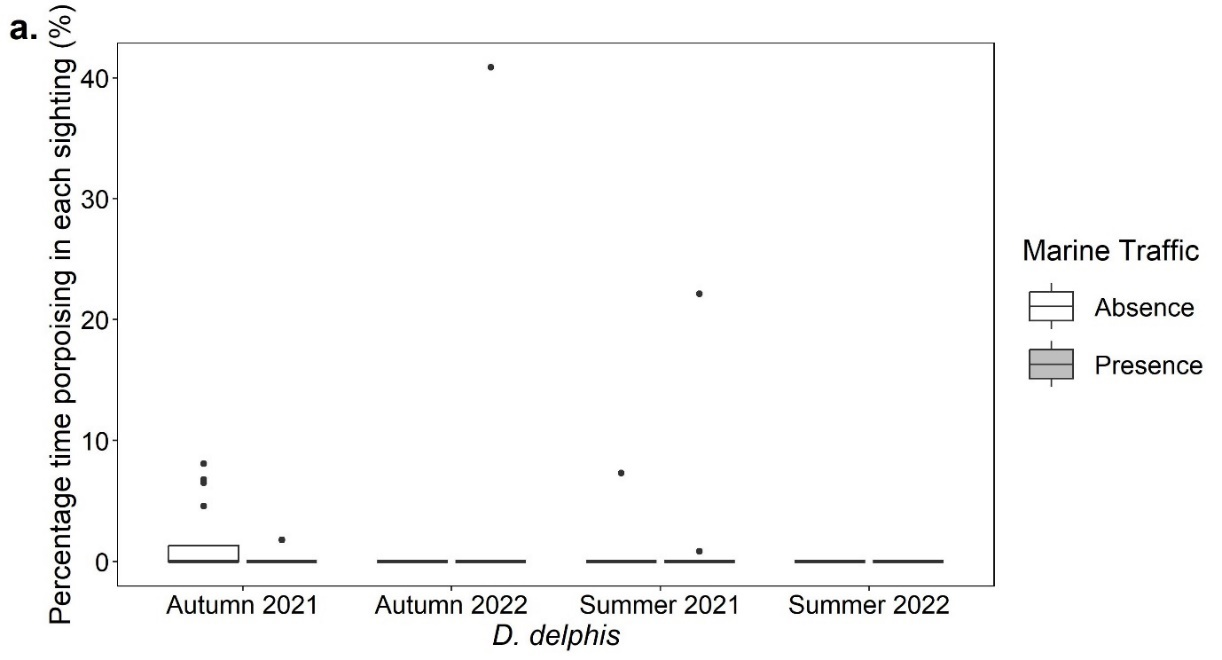 a.
Percentage time porpoising in each sighting (%)
40
30
20
10
0
Autumn 2021 Autumn 2022 Summer 2021 Summer 2022
D. delphis
Marine Traffic
Absence
Presence